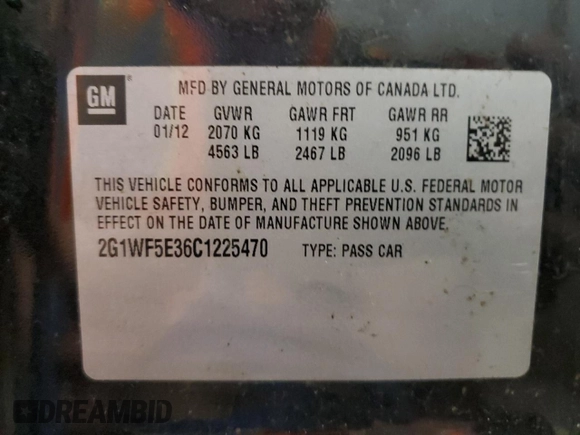 GM
MFD BY GENERAL MOTORS OF CANADA LTD.
DATE GVWR GAWR FRT GAWR RR
01/12 2070 KG 1119 KG 951 KG
4563 LB 2467 LB 2096 LB
THIS VEHICLE CONFORMS TO ALL APPLICABLE U.S. FEDERAL MOTOR
VEHICLE SAFETY, BUMPER, AND THEFT PREVENTION STANDARDS IN
EFFECT ON THE DATE OF MANUFACTURE SHOWN ABOVE.
2G1WF5E36C1225470 TYPE: PASS CAR
DREAMBID